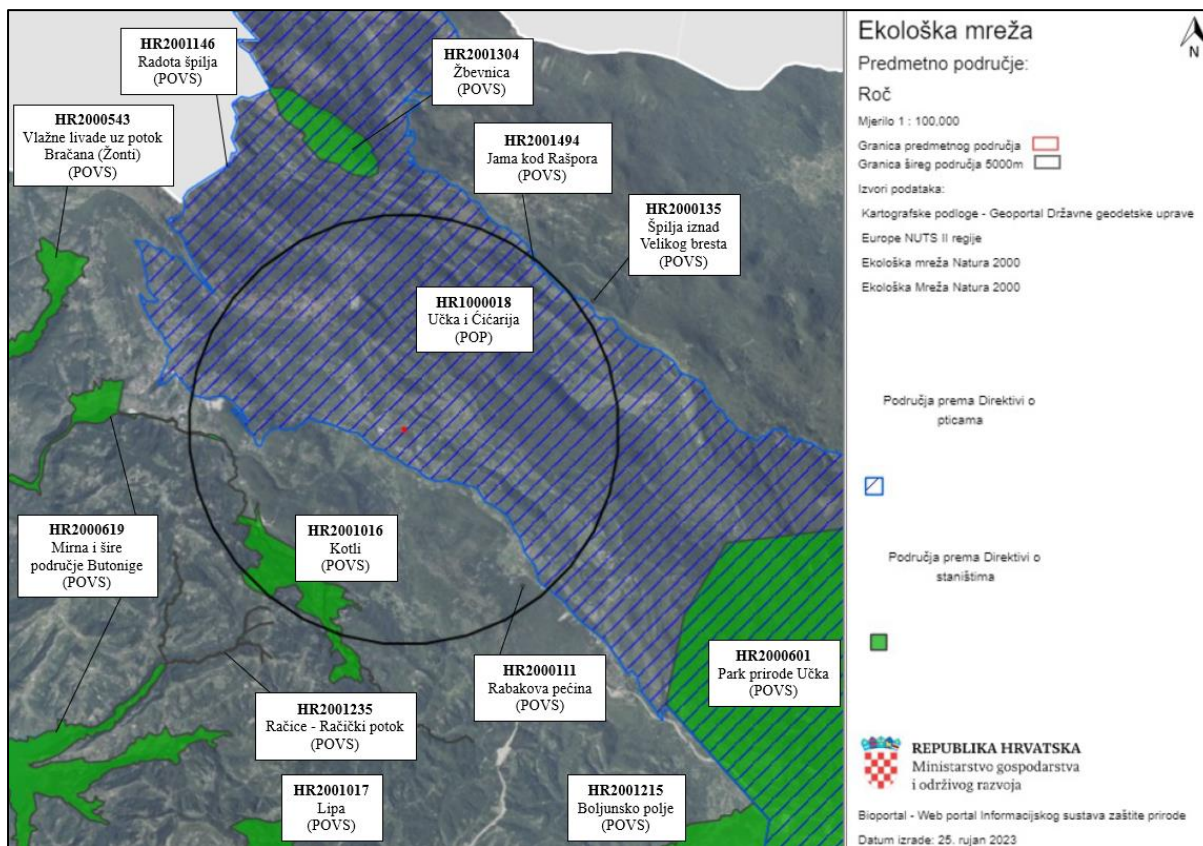 HR2001146
Radota špilja
(POVS)
HR2001304
Žbevnica
(POVS)
HR2000543
Vlažne livade uz potok
Bračana (Žonti)
(POVS)
HR2001494
Jama kod Rašpora
(POVS)
HR2000135
Špilja iznad
Velikog bresta
(POVS)
HR1000018
Učka i Ćićarija
(POP)
HR2000619
Mirna i šire
područje Butonige
(POVS)
HR2001016
Kotli
(POVS)
HR2000111
Rabakova pećina
(POVS)
HR2000601
Park prirode Učka
(POVS)
HR2001235
Račice - Račički potok
(POVS)
HR2001017
Lipa
(POVS)
HR2001215
Boljunsko polje
(POVS)
Ekološka mreža
N
Predmetno područje:
Roč
Mjerilo 1 : 100,000
Granica predmetnog područja
Granica šireg područja 5000m
Izvori podataka:
Kartografske podloge - Geoportal Državne geodetske uprave
Europe NUTS II regije
Ekološka mreža Natura 2000
Ekološka Mreža Natura 2000
Područja prema Direktivi o
pticama
Područja prema Direktivi o
staništima
REPUBLIKA HRVATSKA
Ministarstvo gospodarstva
i održivog razvoja
Bioportal - Web portal Informacijskog sustava zaštite prirode
Datum izrade: 25. rujan 2023